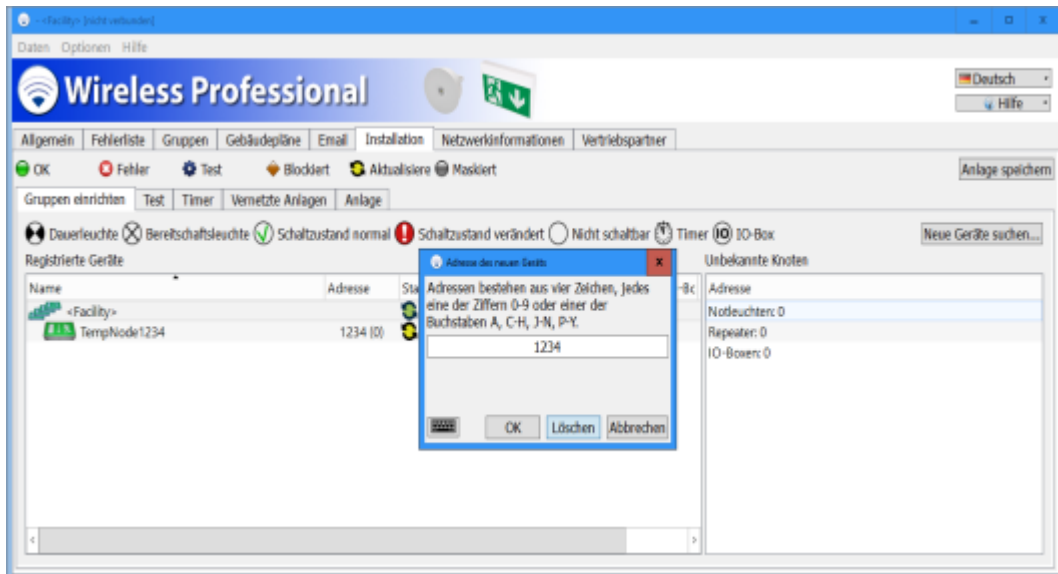 - <Facility> [nicht verbunden]
Daten Optionen Hilfe
Wireless Professional
Deutsch
Hilfe
Allgemein Fehlerliste Gruppen Gebäudepläne Email Installation Netzwerkinformationen Vertriebspartner
OK Fehler Test Blockiert Aktualisiere Maskiert Anlage speichern
Gruppen einrichten Test Timer Vernetzte Anlagen Anlage
Dauerleuchte Bereitschaftsleuchte Schaltzustand normal Schaltzustand verändert Nicht schaltbar Timer IO IO-Box Neue Geräte suchen...
Registrierte Geräte
Name Adresse Sta
<Facility>
TempNode1234 1234 (0)
Adresse des neuen Geräts
Adressen bestehen aus vier Zeichen, jedes
eine der Ziffern 0-9 oder einer der
Buchstaben A, C-H, J-N, P-Y.
1234
OK Löschen Abbrechen
Unbekannte Knoten
Adresse
Notleuchten: 0
Repeater: 0
IO-Boxen: 0